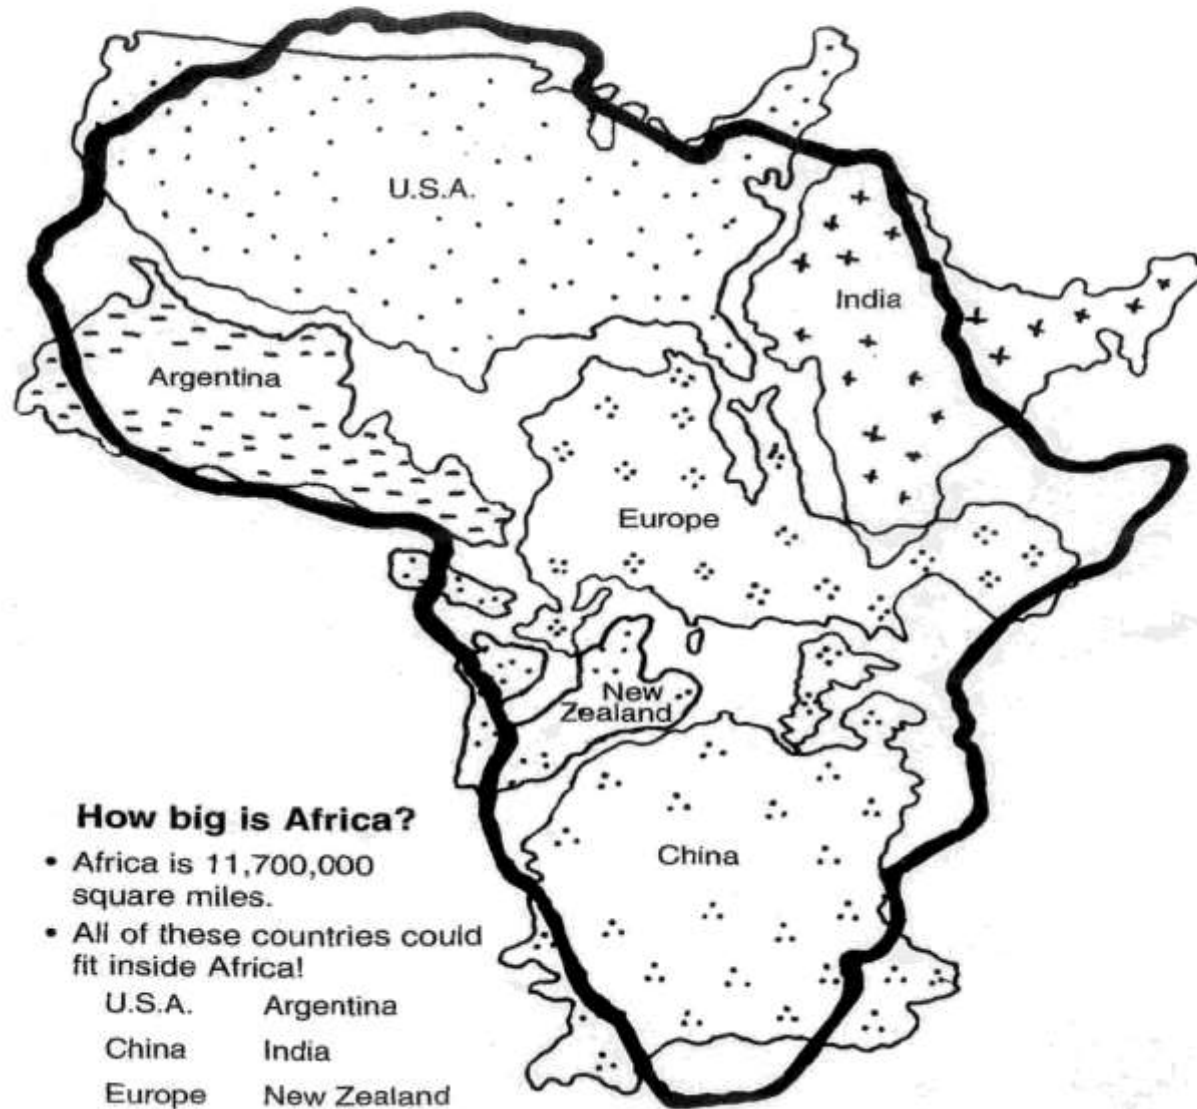 U.S.A.
India
Argentina
Europe
New
Zealand
China
How big is Africa?
• Africa is 11,700,000
square miles.
• All of these countries could
fit inside Africa!
U.S.A. Argentina
China India
Europe New Zealand